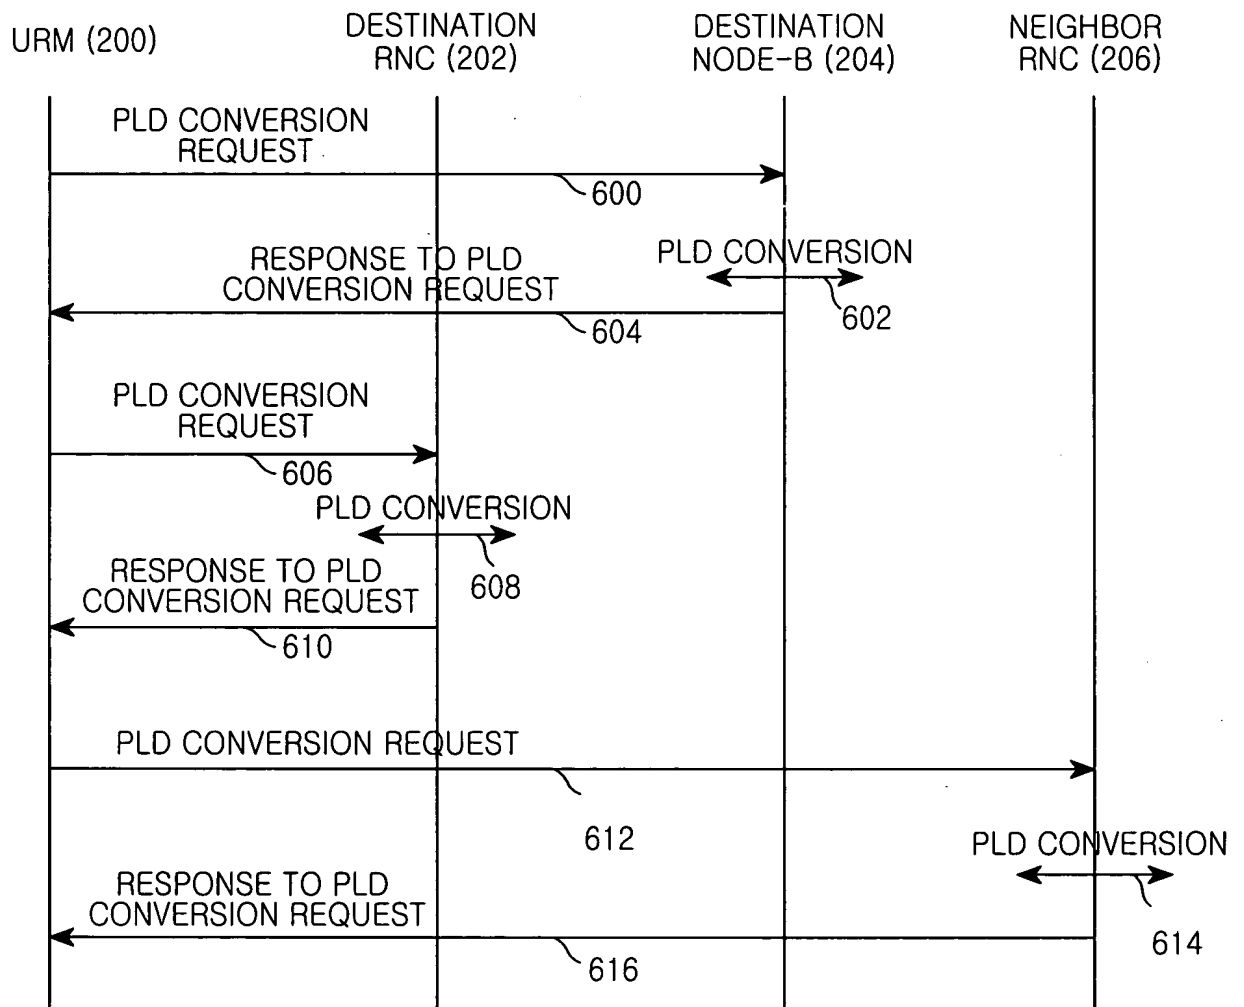 URM (200)
DESTINATION
RNC (202)
DESTINATION
NODE-B (204)
NEIGHBOR
RNC (206)
PLD CONVERSION
REQUEST
600
PLD CONVERSION
602
RESPONSE TO PLD
CONVERSION REQUEST
604
PLD CONVERSION
REQUEST
606
PLD CONVERSION
608
RESPONSE TO PLD
CONVERSION REQUEST
610
PLD CONVERSION REQUEST
612
PLD CONVERSION
614
RESPONSE TO PLD
CONVERSION REQUEST
616